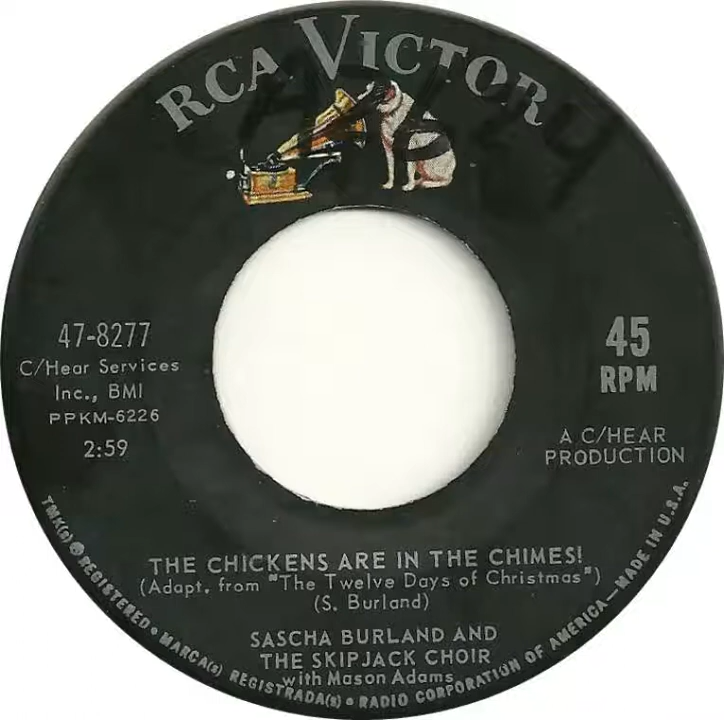 RCA VICTOR
47-8277
C/Hear Services
Inc., BMI
PPKM-6226
2:59
45
RPM
A C/HEAR
PRODUCTION
THE CHICKENS ARE IN THE CHIMES!
(Adapt. from "The Twelve Days of Christmas")
(S. Burland)
SASCHA BURLAND AND
THE SKIPJACK CHOIR
with Mason Adams
TMK(s) ® REGISTERED • MARCA(s) REGISTRADA(s) • RADIO CORPORATION OF AMERICA—MADE IN U.S.A.